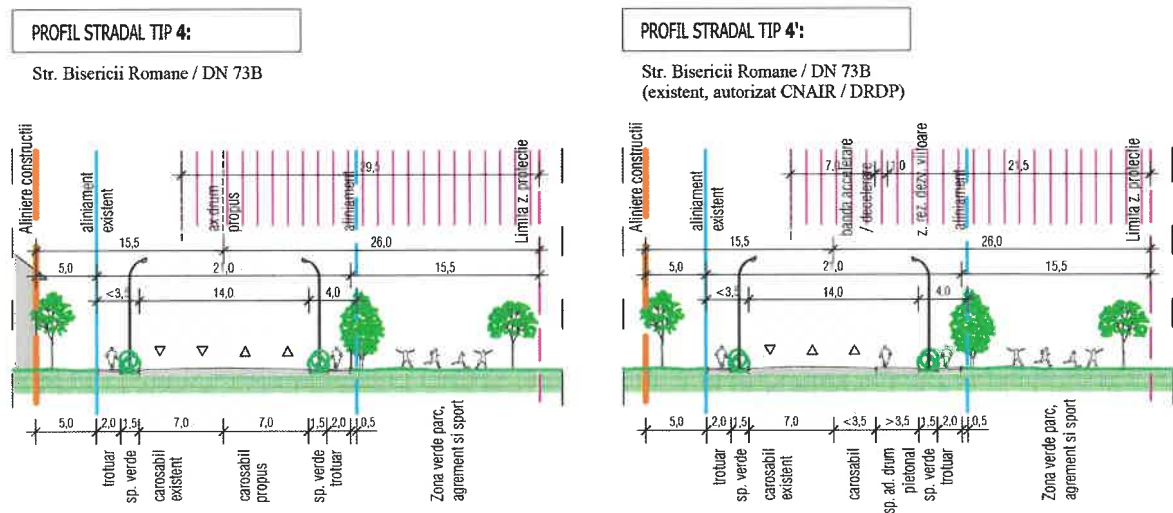 PROFIL STRADAL TIP 4:
Str. Bisericii Romane / DN 73B
Aliniere constructii
aliniament
existent
ax drum
propus
aliniament
Limita z. protectie
29,5
15,5
26,0
5,0
21,0
15,5
<3,5
14,0
4,0
5,0
2,0
1,5
7,0
7,0
1,5
2,0
0,5
trotuar
sp. verde
carosabil
existent
carosabil
propus
sp. verde
trotuar
Zona verde parc,
agrement si sport
PROFIL STRADAL TIP 4':
Str. Bisericii Romane / DN 73B
(existent, autorizat CNAIR / DRDP)
Aliniere constructii
aliniament
existent
banda accelerare
/ decelerare
z. rez. dezv. viitoare
aliniament
Limita z. protectie
7,0
1,0
21,5
15,5
26,0
5,0
21,0
15,5
<3,5
14,0
4,0
5,0
2,0
1,5
7,0
<3,5
>3,5
1,5
2,0
0,5
trotuar
sp. verde
carosabil
existent
carosabil
sp. ad. drum
pietonal
sp. verde
trotuar
Zona verde parc,
agrement si sport